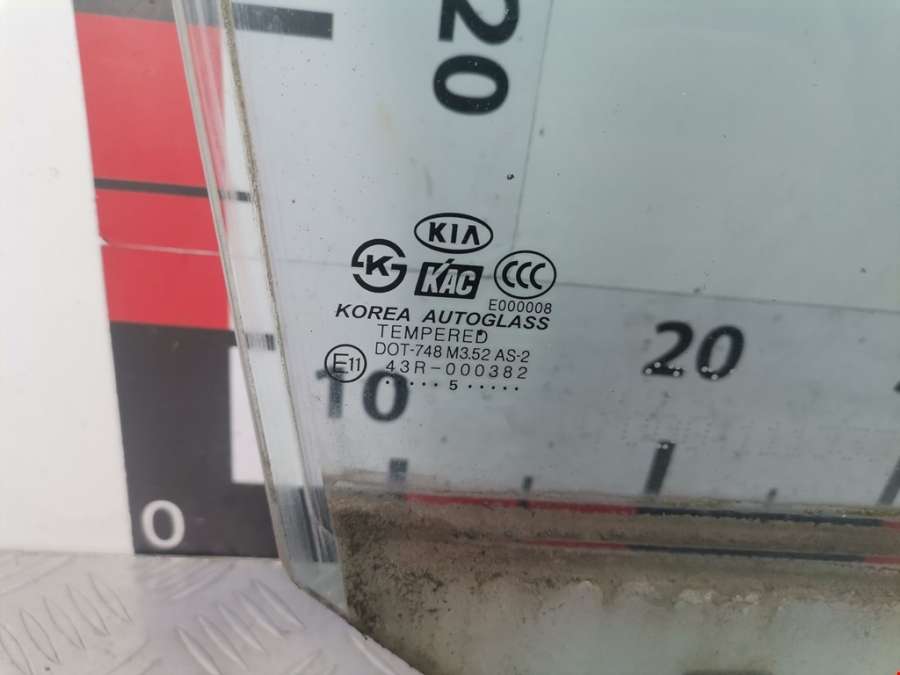 20
KIA
K
KAC
CCC
E000008
KOREA AUTOGLASS
TEMPERED
DOT-748 M3.52 AS-2
E11
43R-000382
..... 5 .....
20
10
0